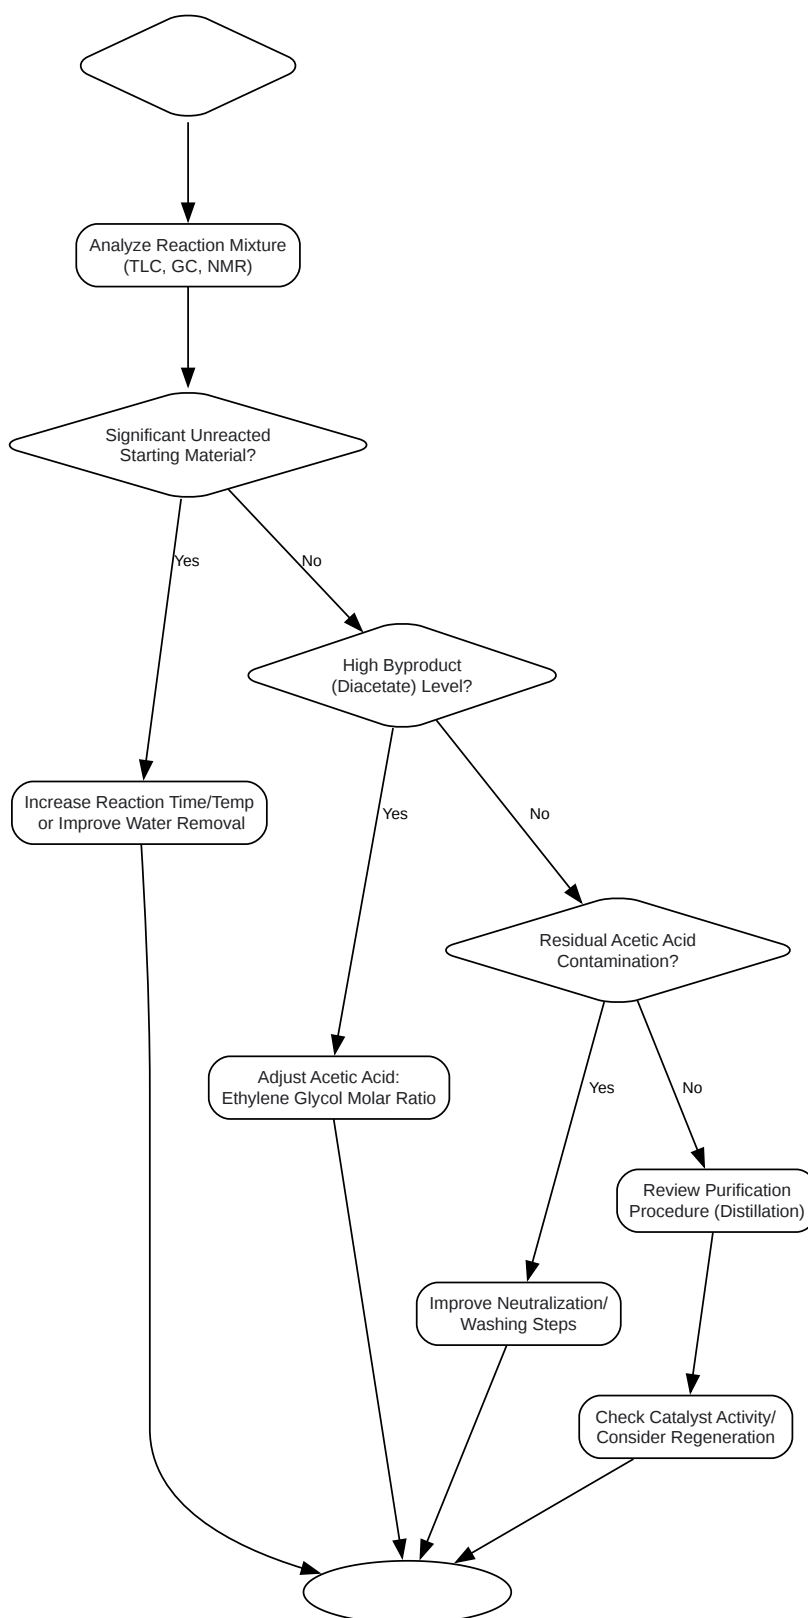 Analyze Reaction Mixture
(TLC, GC, NMR)
Significant Unreacted
Starting Material?
Yes
No
High Byproduct
(Diacetate) Level?
Increase Reaction Time/Temp
or Improve Water Removal
Yes
No
Residual Acetic Acid
Contamination?
Adjust Acetic Acid:
Ethylene Glycol Molar Ratio
Yes
No
Review Purification
Procedure (Distillation)
Improve Neutralization/
Washing Steps
Check Catalyst Activity/
Consider Regeneration